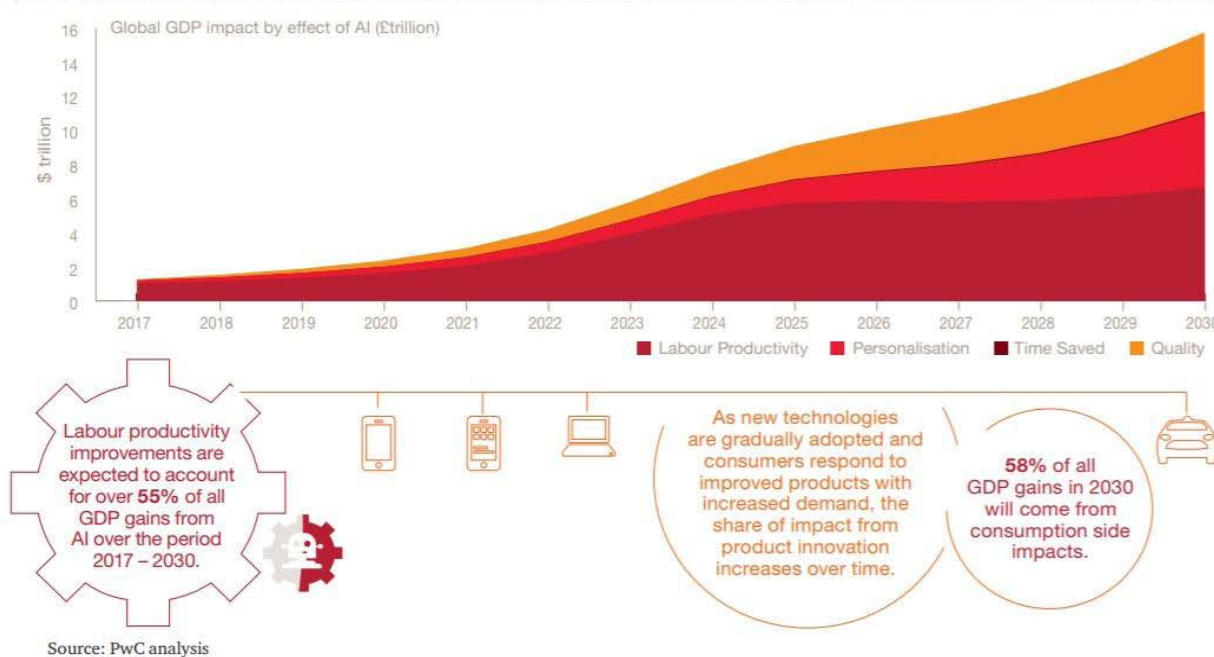 Global GDP impact by effect of AI (£trillion)
$ trillion
16
14
12
10
8
6
4
2
0
2017 2018 2019 2020 2021 2022 2023 2024 2025 2026 2027 2028 2029 2030
Labour Productivity Personalisation Time Saved Quality
Labour productivity
improvements are
expected to account
for over 55% of all
GDP gains from
AI over the period
2017 – 2030.
As new technologies
are gradually adopted and
consumers respond to
improved products with
increased demand, the
share of impact from
product innovation
increases over time.
58% of all
GDP gains in 2030
will come from
consumption side
impacts.
Source: PwC analysis